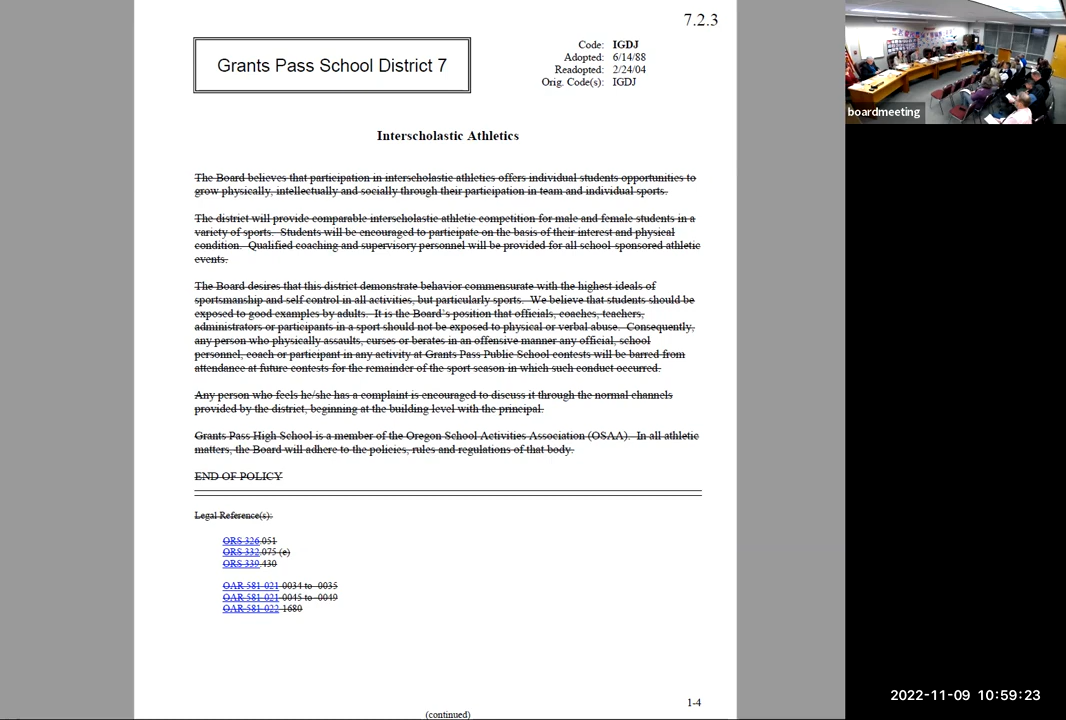 7.2.3
Grants Pass School District 7
Code: IGDJ
Adopted: 6/14/88
Readopted: 2/24/04
Orig. Code(s): IGDJ
boardmeeting
Interscholastic Athletics
The Board believes that participation in interscholastic athletics offers individual students opportunities to
grow physically, intellectually and socially through their participation in team and individual sports.
The district will provide comparable interscholastic athletic competition for male and female students in a
variety of sports. Students will be encouraged to participate on the basis of their interest and physical
condition. Qualified coaching and supervisory personnel will be provided for all school-sponsored athletic
events.
The Board desires that this district demonstrate behavior commensurate with the highest ideals of
sportsmanship and self control in all activities, but particularly sports. We believe that students should be
exposed to good examples by adults. It is the Board's position that officials, coaches, teachers,
administrators or participants in a sport should not be exposed to physical or verbal abuse. Consequently,
any person who physically assaults, curses or berates in an offensive manner any official, school
personnel, coach or participant in any activity at Grants Pass Public School contests will be barred from
attendance at future contests for the remainder of the sport season in which such conduct occurred.
Any person who feels he/she has a complaint is encouraged to discuss it through the normal channels
provided by the district, beginning at the building level with the principal.
Grants Pass High School is a member of the Oregon School Activities Association (OSAA). In all athletic
matters, the Board will adhere to the policies, rules and regulations of that body.
END OF POLICY
Legal Reference(s):
ORS 326.051
ORS 332.075 (e)
ORS 339.430
OAR 581-021-0034 to -0035
OAR 581-021-0045 to -0049
OAR 581-022-1680
1-4
(continued)
2022-11-09 10:59:23